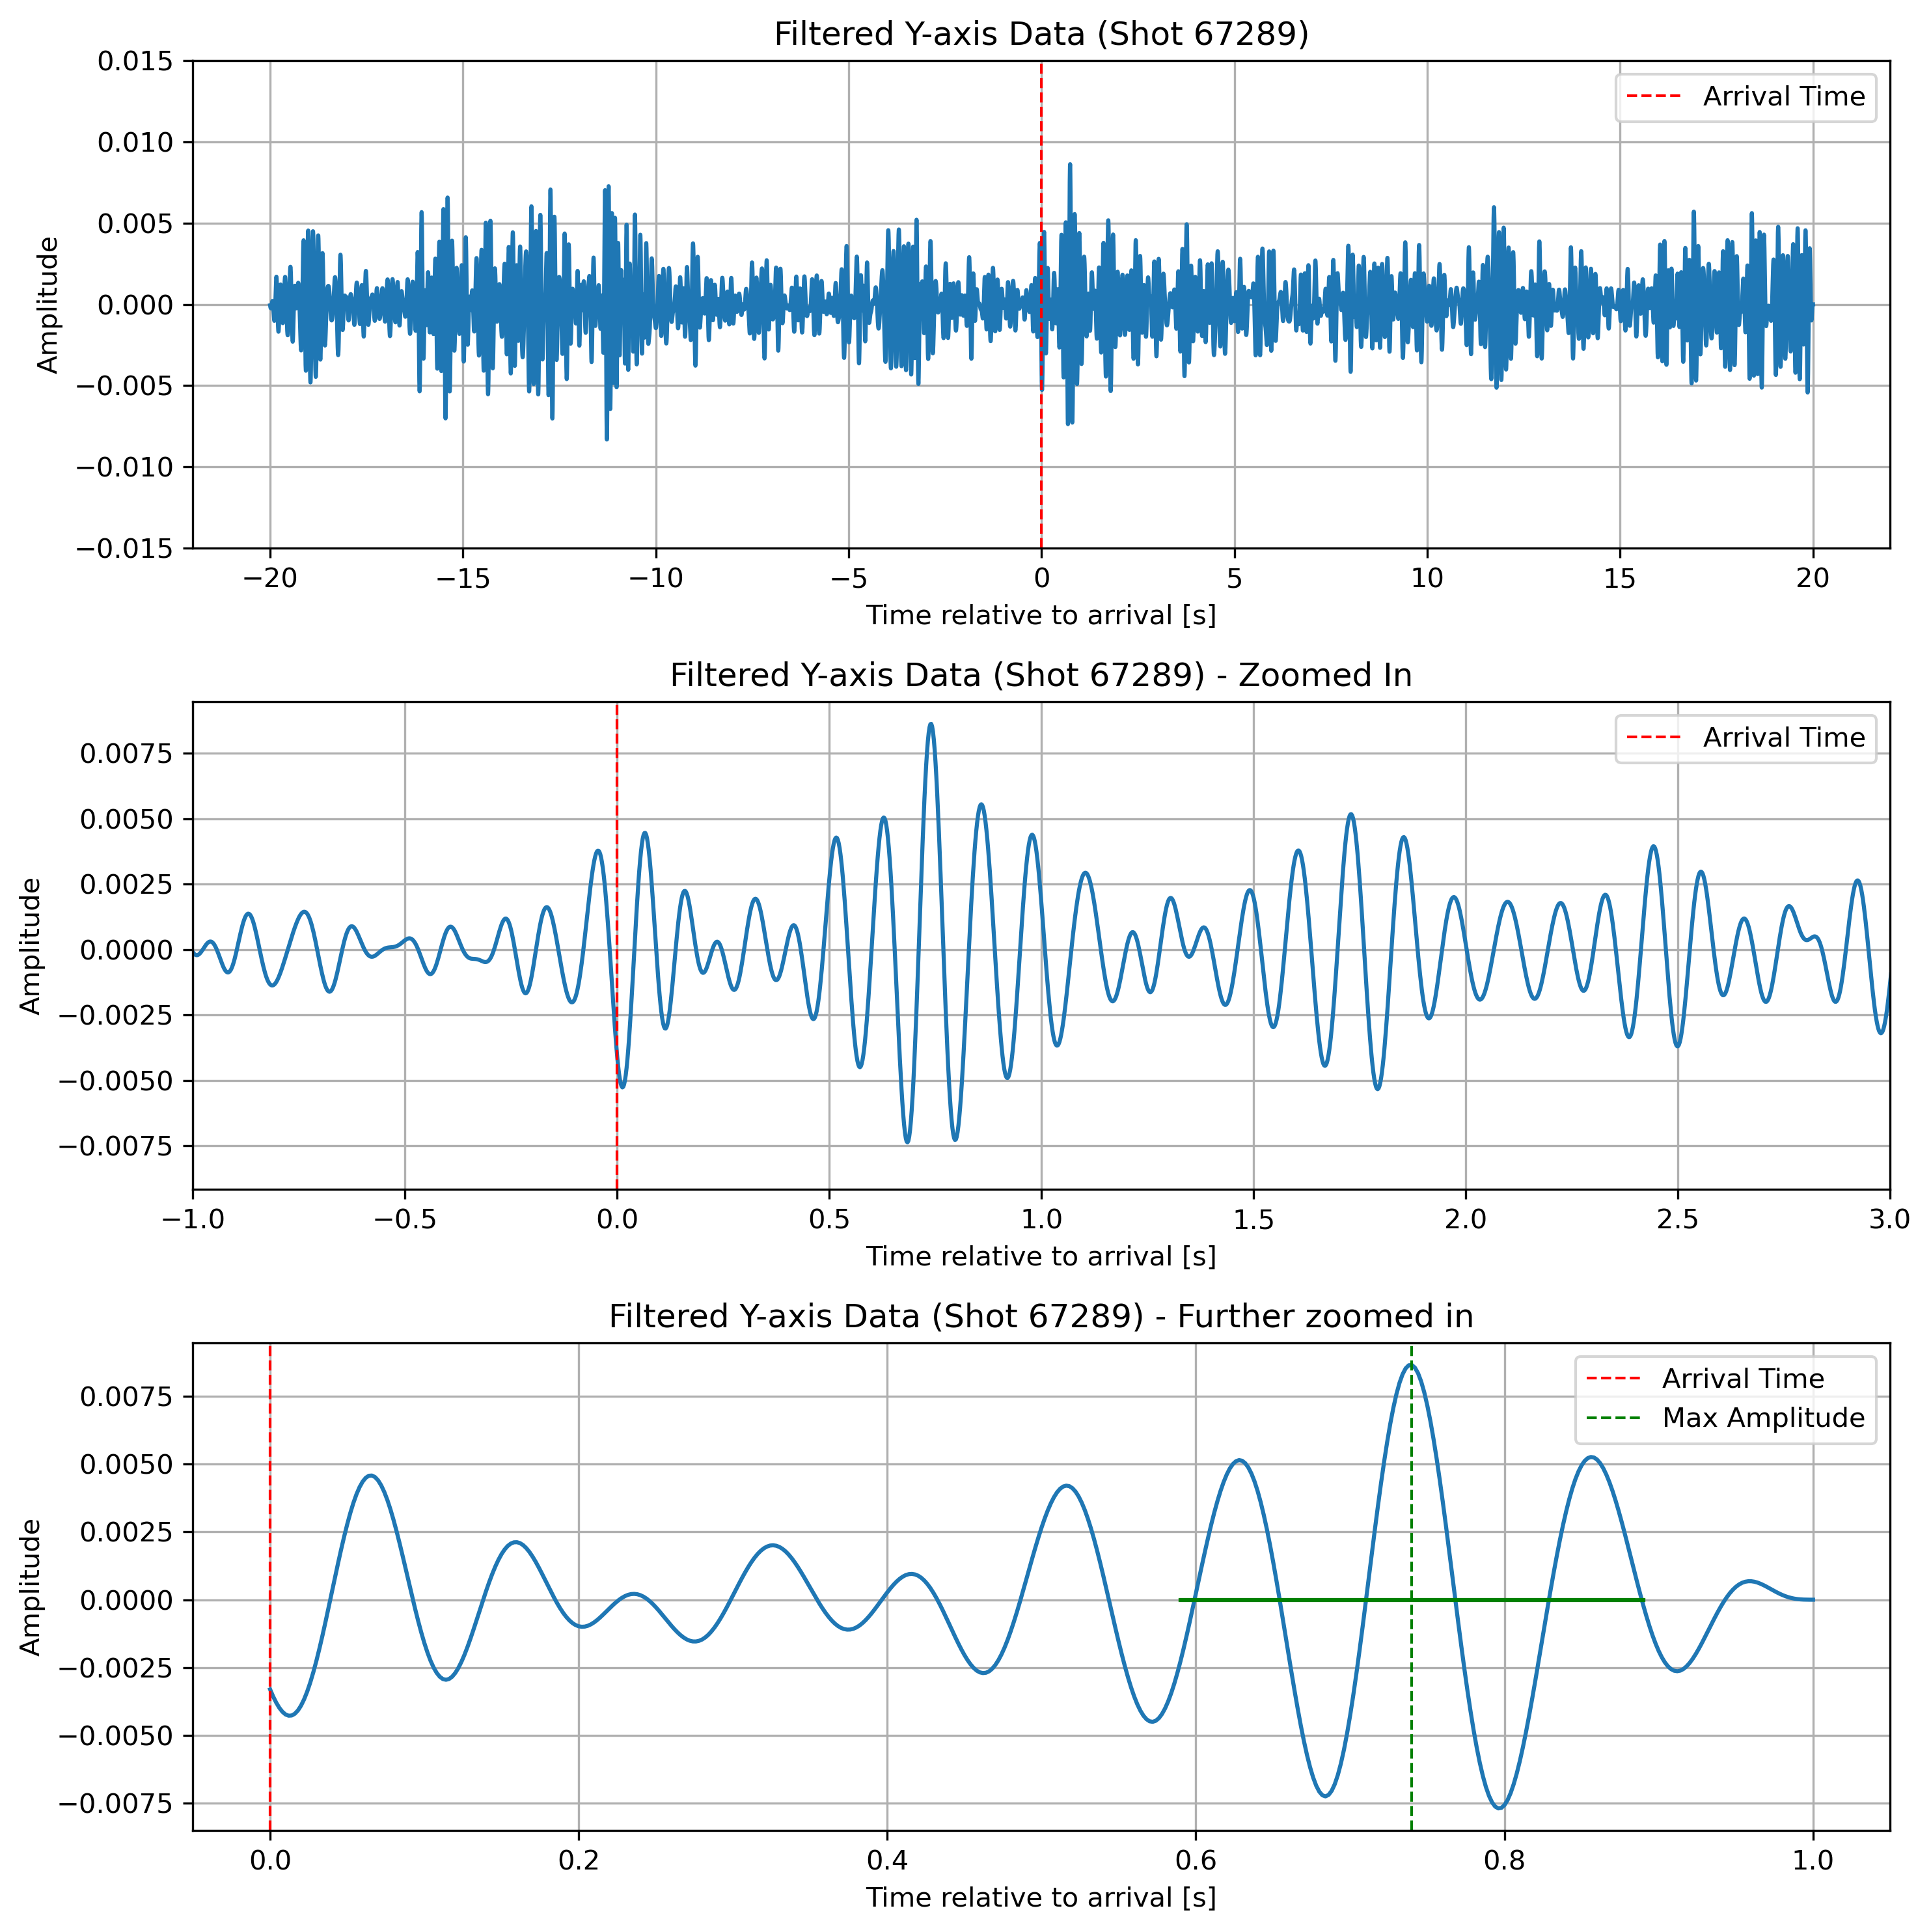 Filtered Y-axis Data (Shot 67289)
0.015
0.010
0.005
0.000
−0.005
−0.010
−0.015
Amplitude
Arrival Time
−20 −15 −10 −5 0 5 10 15 20
Time relative to arrival [s]
Filtered Y-axis Data (Shot 67289) - Zoomed In
0.0075
0.0050
0.0025
0.0000
−0.0025
−0.0050
−0.0075
Amplitude
Arrival Time
−1.0 −0.5 0.0 0.5 1.0 1.5 2.0 2.5 3.0
Time relative to arrival [s]
Filtered Y-axis Data (Shot 67289) - Further zoomed in
0.0075
0.0050
0.0025
0.0000
−0.0025
−0.0050
−0.0075
Amplitude
Arrival Time
Max Amplitude
0.0 0.2 0.4 0.6 0.8 1.0
Time relative to arrival [s]